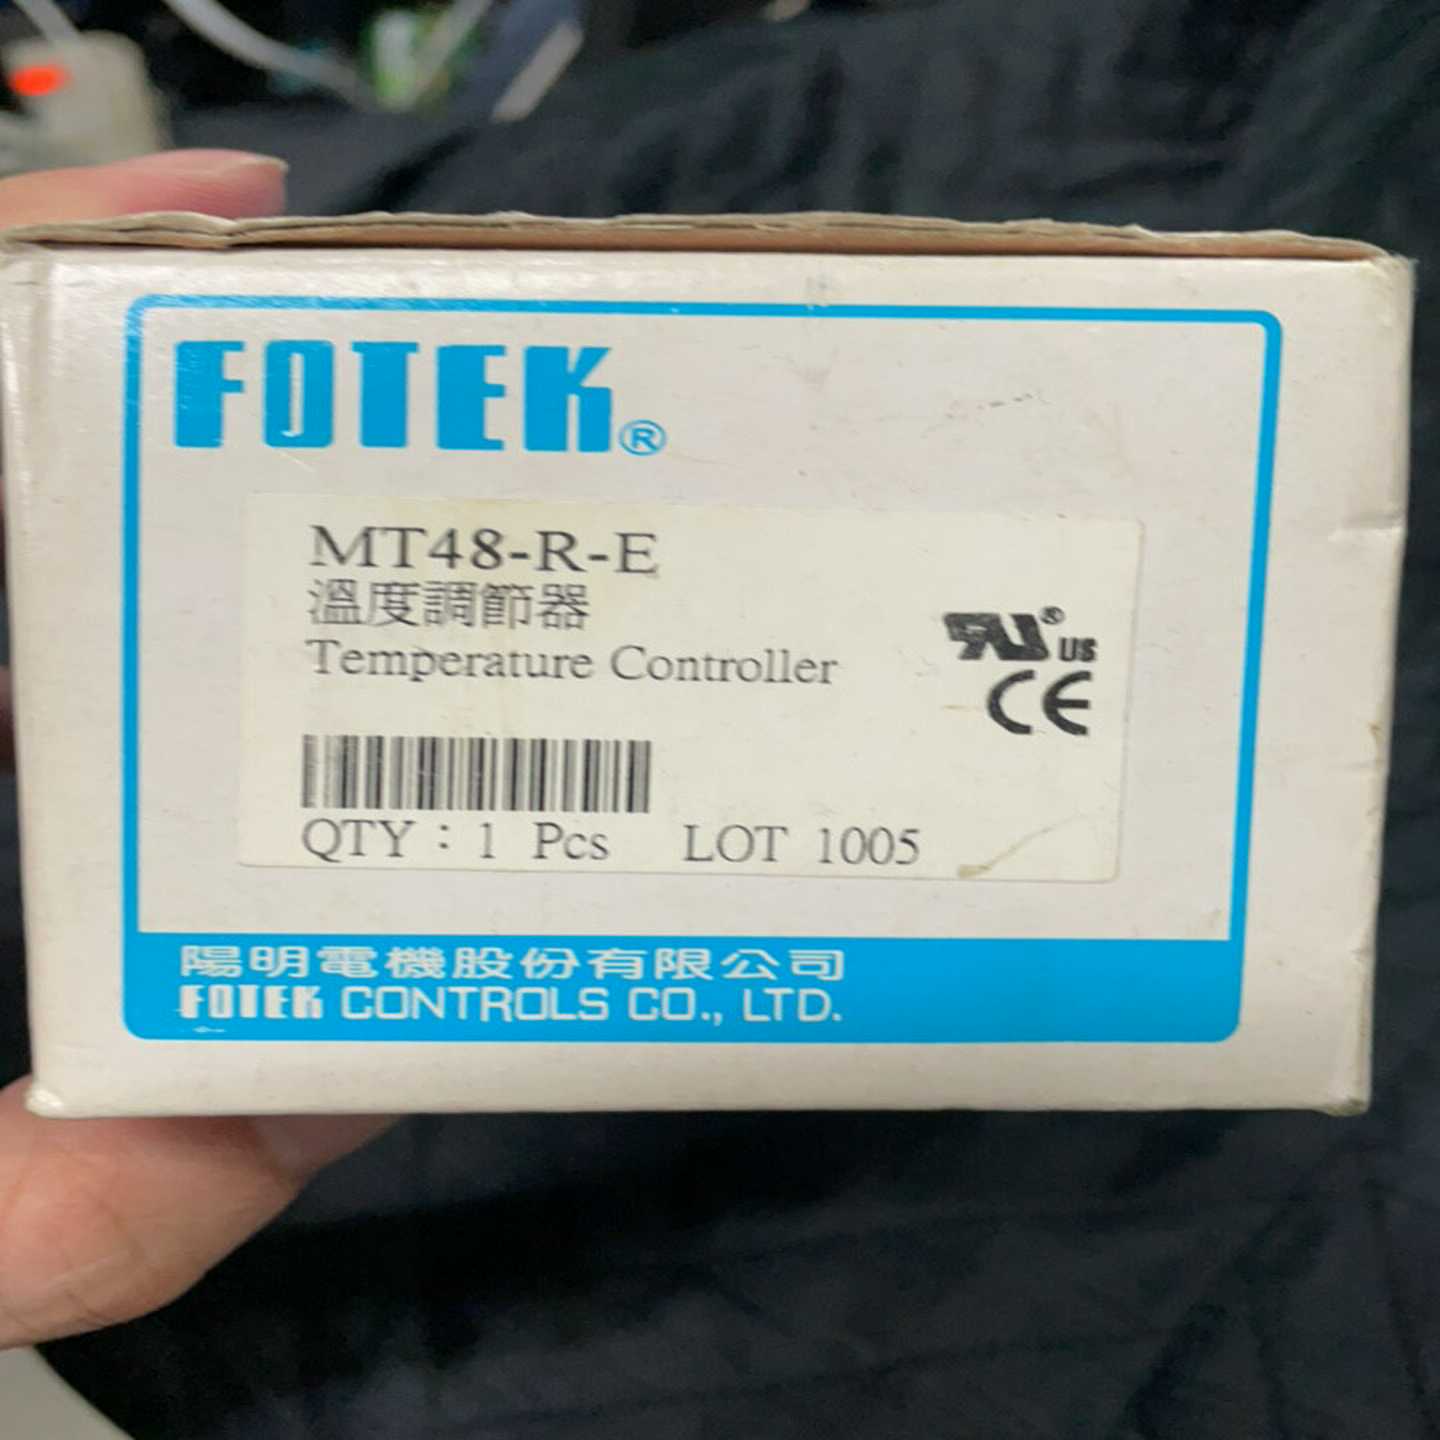 FOTEK®
MT48-R-E
溫度調節器
Temperature Controller
RU® US
CE
QTY：1 Pcs LOT 1005
陽明電機股份有限公司
FOTEK CONTROLS CO., LTD.